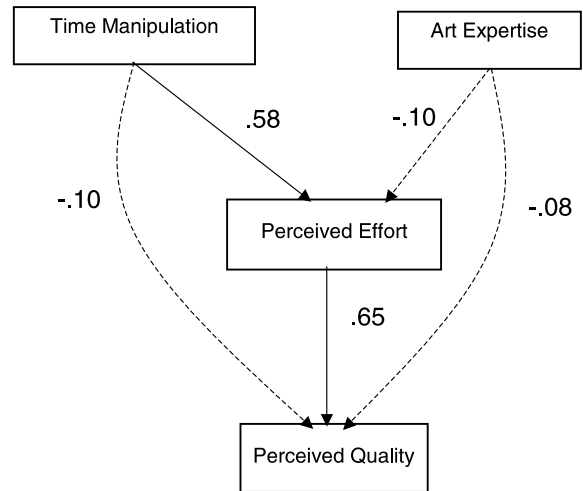 Time Manipulation
Art Expertise
.58
-.10
-.10
-.08
Perceived Effort
.65
Perceived Quality